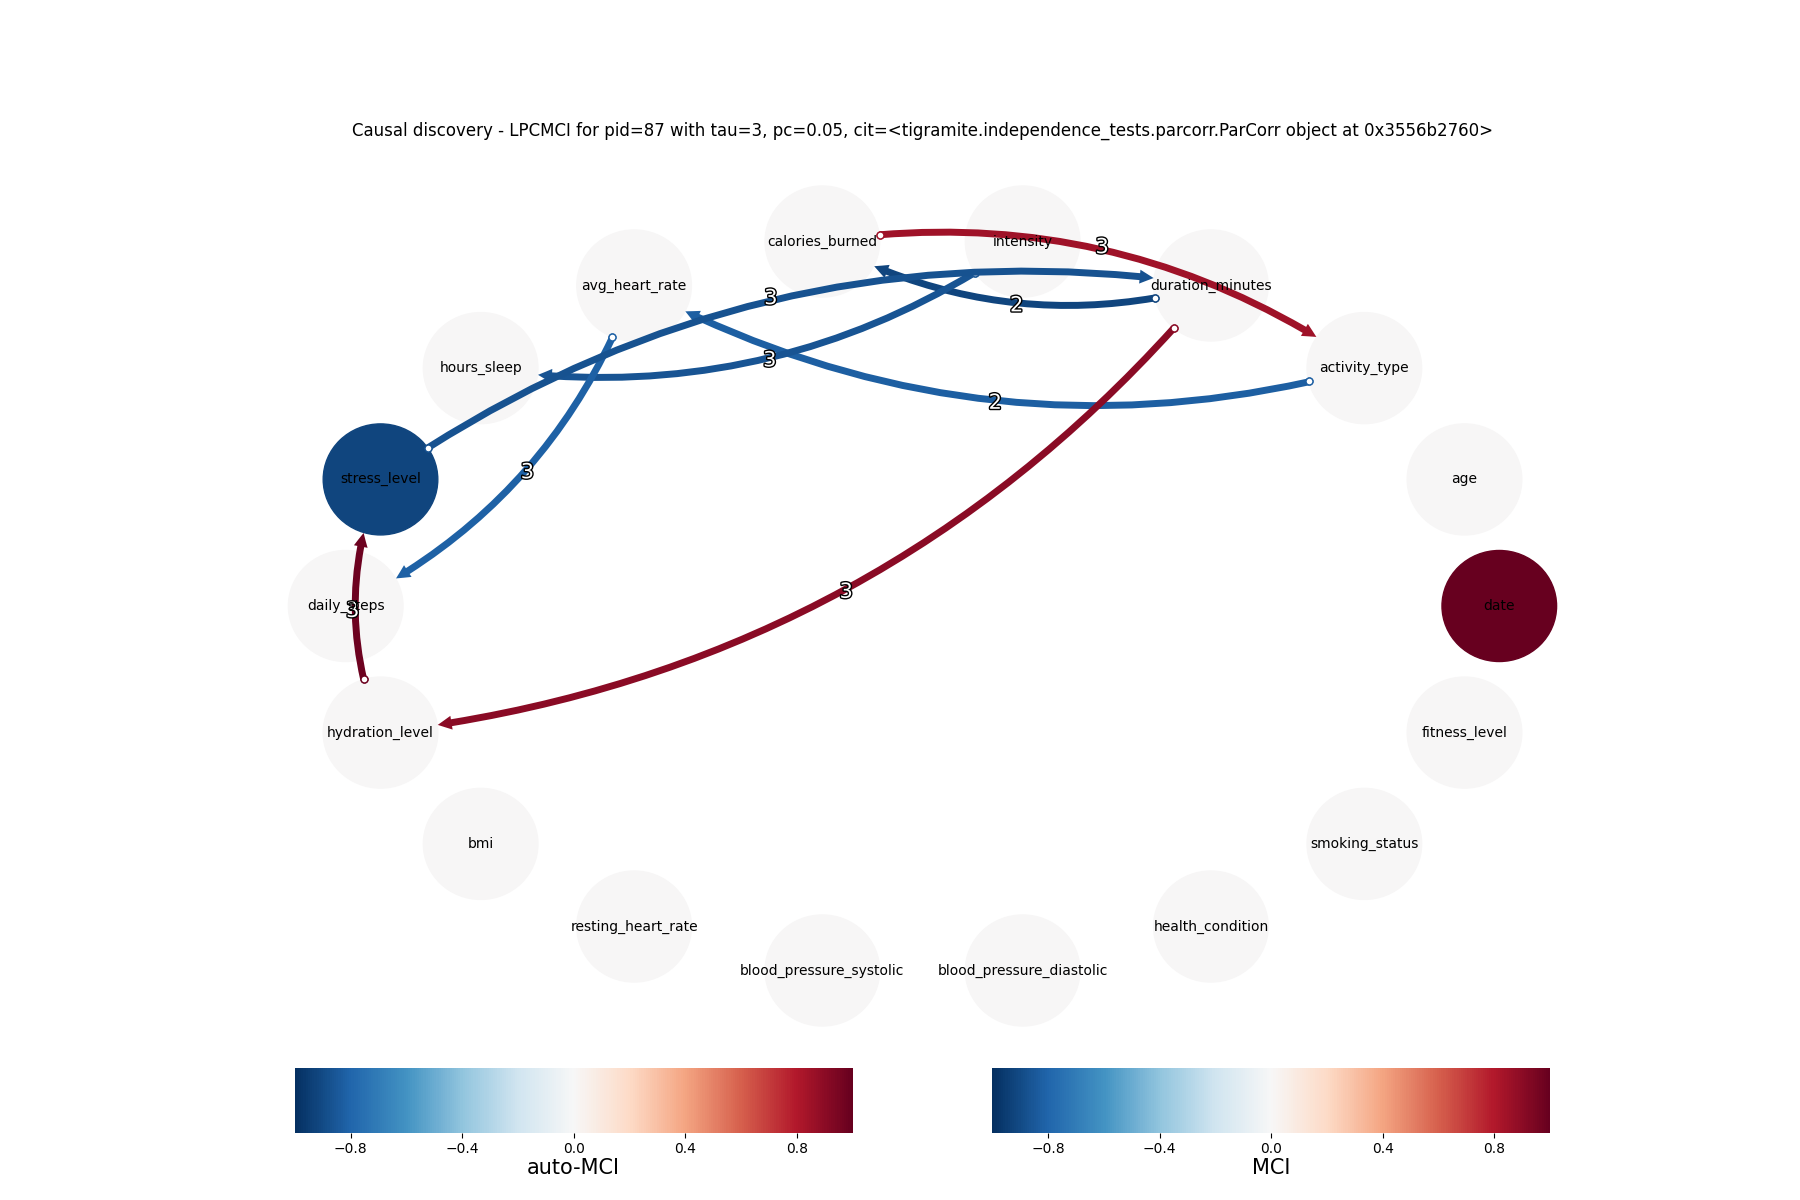 Causal discovery - LPCMCI for pid=87 with tau=3, pc=0.05, cit=<tigramite.independence_tests.parcorr.ParCorr object at 0x3556b2760>
calories_burned
intensity
3
avg_heart_rate
duration_minutes
3
2
3
hours_sleep
activity_type
2
3
stress_level
age
3
daily_steps
3
date
hydration_level
fitness_level
bmi
smoking_status
resting_heart_rate
health_condition
blood_pressure_systolic
blood_pressure_diastolic
−0.8 −0.4 0.0 0.4 0.8
auto-MCI
−0.8 −0.4 0.0 0.4 0.8
MCI